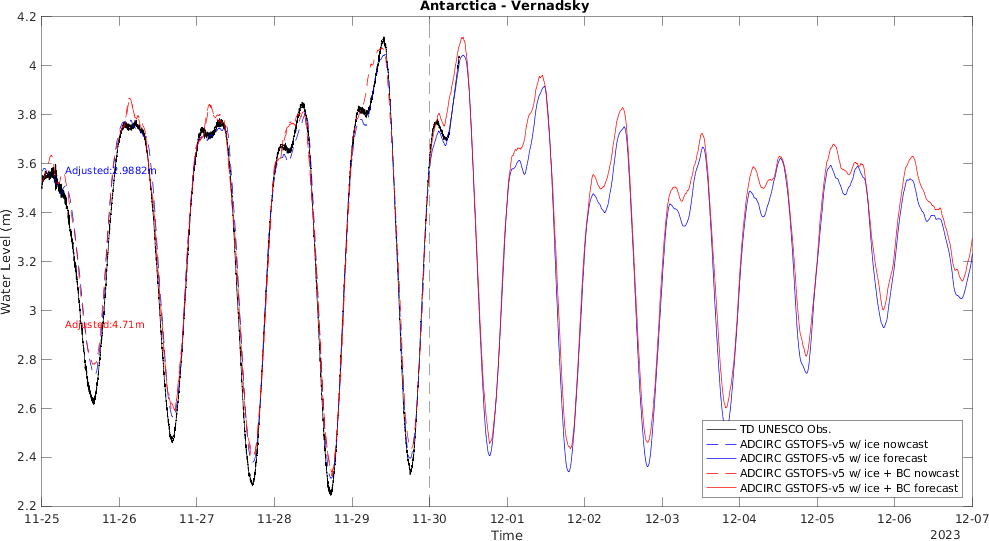 Antarctica - Vernadsky
4.2
4
3.8
3.6
3.4
3.2
3
2.8
2.6
2.4
2.2
Water Level (m)
Adjusted:4.71m
TD UNESCO Obs.
ADCIRC GSTOFS-v5 w/ ice nowcast
ADCIRC GSTOFS-v5 w/ ice forecast
ADCIRC GSTOFS-v5 w/ ice + BC nowcast
ADCIRC GSTOFS-v5 w/ ice + BC forecast
11-25 11-26 11-27 11-28 11-29 11-30 12-01 12-02 12-03 12-04 12-05 12-06 12-07
Time
2023